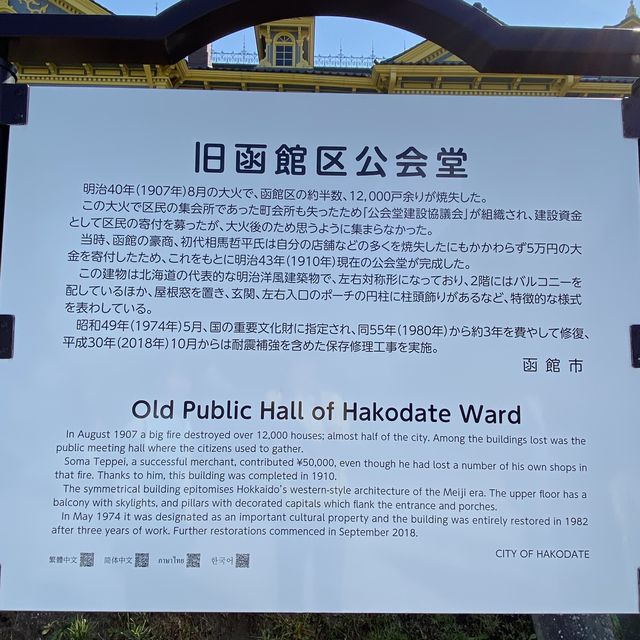 旧函館区公会堂
明治40年(1907年)8月の大火で、函館区の約半数、12,000戸余りが焼失した。
この大火で区民の集会所であった町会所も失ったため「公会堂建設協議会」が組織され、建設資金
として区民の寄付を募ったが、大火後のため思うように集まらなかった。
当時、函館の豪商、初代相馬哲平氏は自分の店舗などの多くを焼失したにもかかわらず5万円の大
金を寄付したため、これをもとに明治43年(1910年)現在の公会堂が完成した。
この建物は北海道の代表的な明治洋風建築物で、左右対称形になっており、2階にはバルコニーを
配しているほか、屋根窓を置き、玄関、左右入口のポーチの円柱に柱頭飾りがあるなど、特徴的な様式
を表わしている。
昭和49年(1974年)5月、国の重要文化財に指定され、同55年(1980年)から約3年を費やして修復、
平成30年(2018年)10月からは耐震補強を含めた保存修理工事を実施。
函館市
Old Public Hall of Hakodate Ward
In August 1907 a big fire destroyed over 12,000 houses; almost half of the city. Among the buildings lost was the
public meeting hall where the citizens used to gather.
Soma Teppei, a successful merchant, contributed ¥50,000, even though he had lost a number of his own shops in
that fire. Thanks to him, this building was completed in 1910.
The symmetrical building epitomises Hokkaido's western-style architecture of the Meiji era. The upper floor has a
balcony with skylights, and pillars with decorated capitals which flank the entrance and porches.
In May 1974 it was designated as an important cultural property and the building was entirely restored in 1982
after three years of work. Further restorations commenced in September 2018.
CITY OF HAKODATE
繁體中文 简体中文 ภาษาไทย 한국어